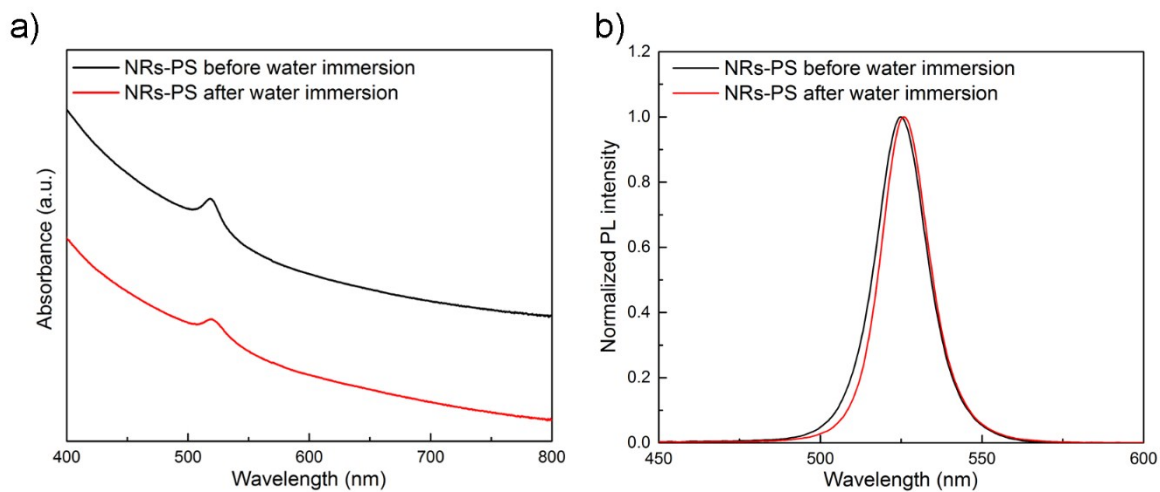 a)
NRs-PS before water immersion
NRs-PS after water immersion
Absorbance (a.u.)
400 500 600 700 800
Wavelength (nm)
b)
NRs-PS before water immersion
NRs-PS after water immersion
Normalized PL intensity
1.2
1.0
0.8
0.6
0.4
0.2
0.0
450 500 550 600
Wavelength (nm)